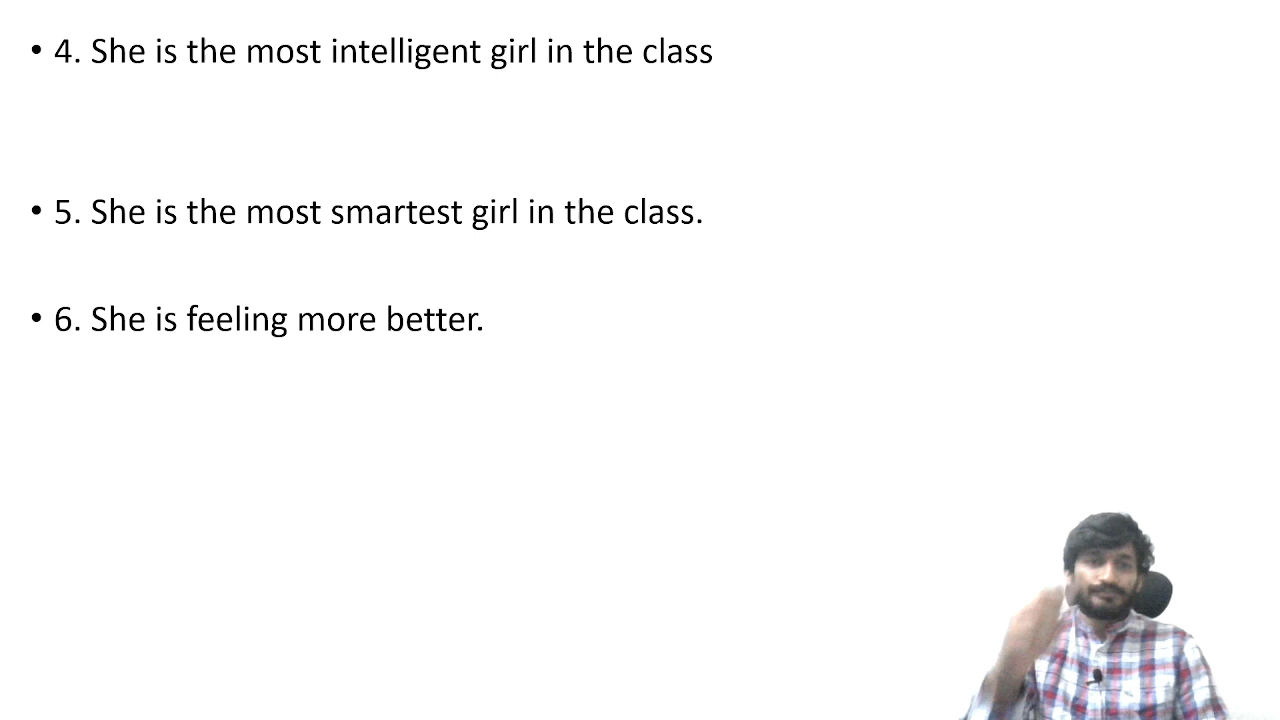 • 4. She is the most intelligent girl in the class
• 5. She is the most smartest girl in the class.
• 6. She is feeling more better.